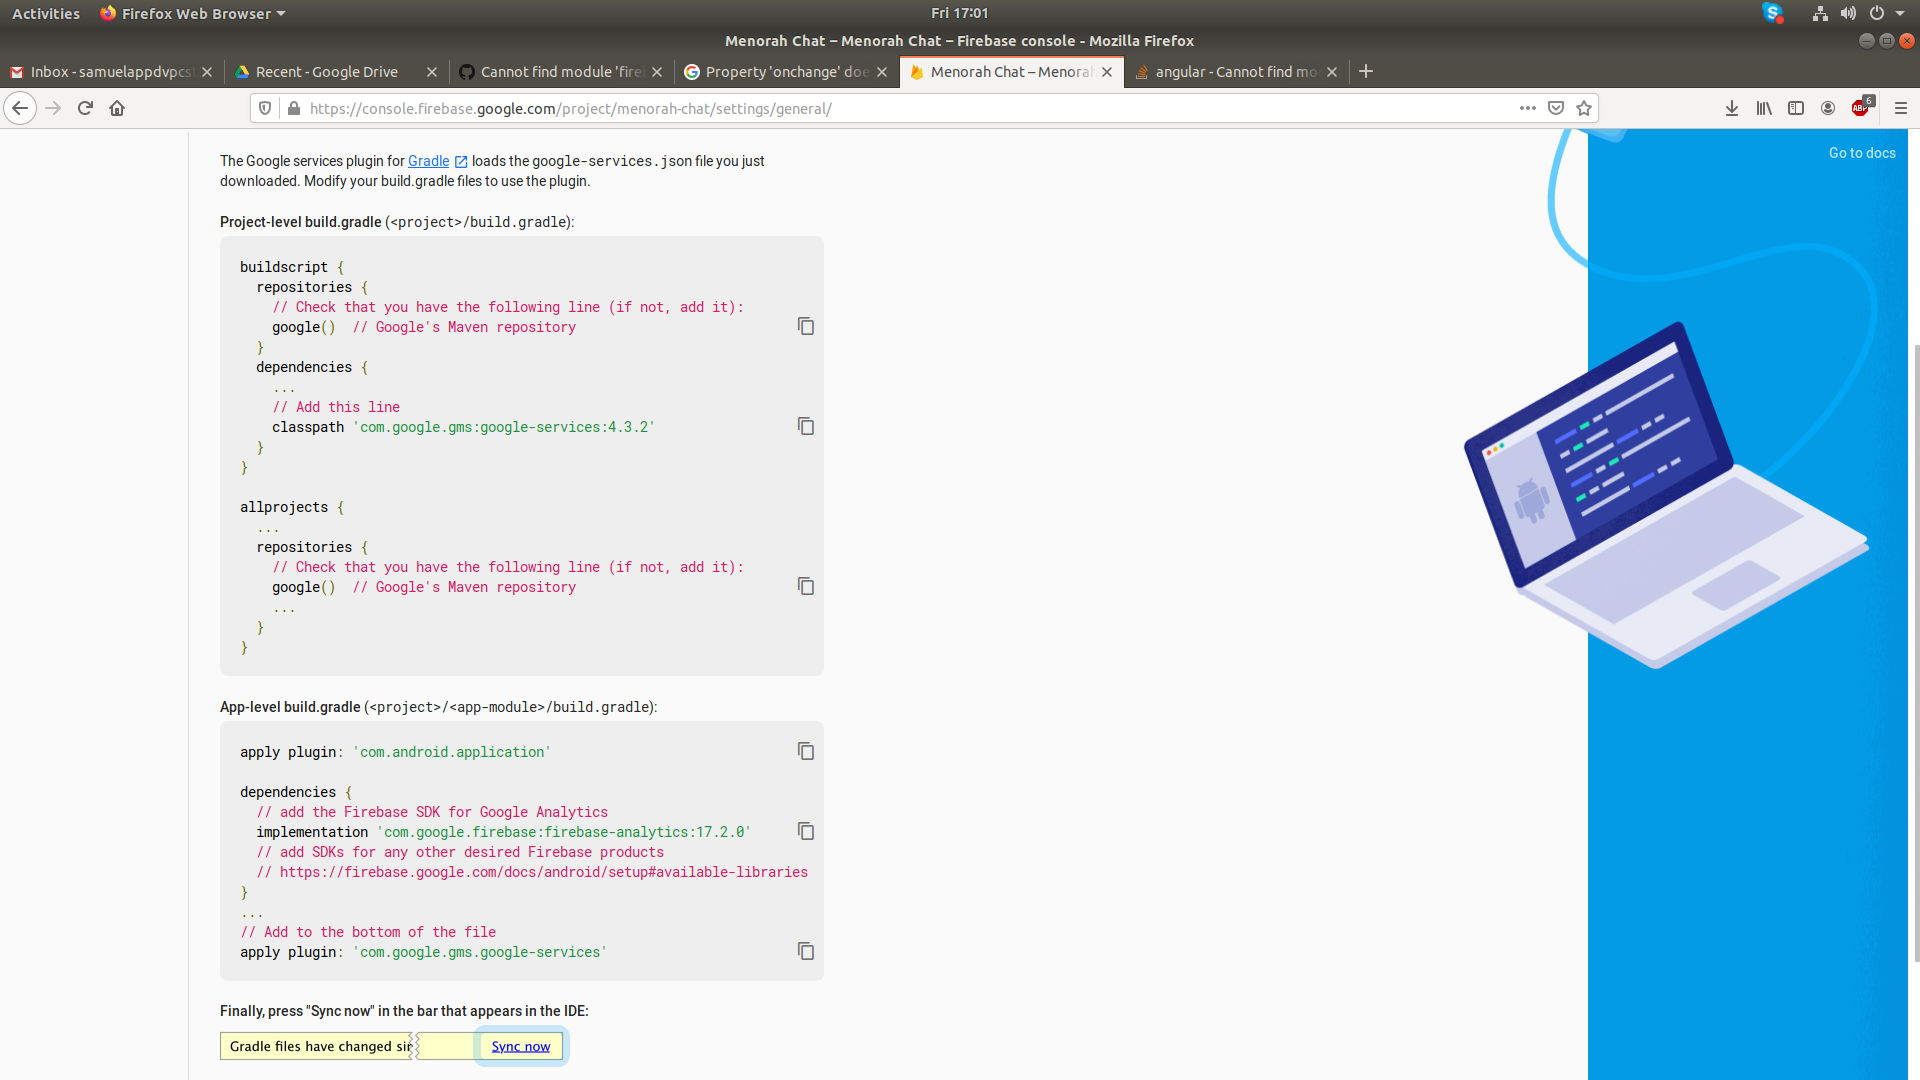 Activities
Firefox Web Browser
Fri 17:01
Menorah Chat – Menorah Chat – Firebase console - Mozilla Firefox
Inbox - samuelappdvpcs
Recent - Google Drive
Cannot find module 'fire
Property 'onchange' doe
Menorah Chat – Menorah
angular - Cannot find mo
https://console.firebase.google.com/project/menorah-chat/settings/general/
ABP
6
Go to docs
The Google services plugin for Gradle loads the google-services.json file you just
downloaded. Modify your build.gradle files to use the plugin.
Project-level build.gradle (<project>/build.gradle):
buildscript {
repositories {
// Check that you have the following line (if not, add it):
google()  // Google's Maven repository
}
dependencies {
...
// Add this line
classpath 'com.google.gms:google-services:4.3.2'
}
}
allprojects {
...
repositories {
// Check that you have the following line (if not, add it):
google()  // Google's Maven repository
...
}
}
App-level build.gradle (<project>/<app-module>/build.gradle):
apply plugin: 'com.android.application'
dependencies {
// add the Firebase SDK for Google Analytics
implementation 'com.google.firebase:firebase-analytics:17.2.0'
// add SDKs for any other desired Firebase products
// https://firebase.google.com/docs/android/setup#available-libraries
}
...
// Add to the bottom of the file
apply plugin: 'com.google.gms.google-services'
Finally, press "Sync now" in the bar that appears in the IDE:
Gradle files have changed sin
Sync now